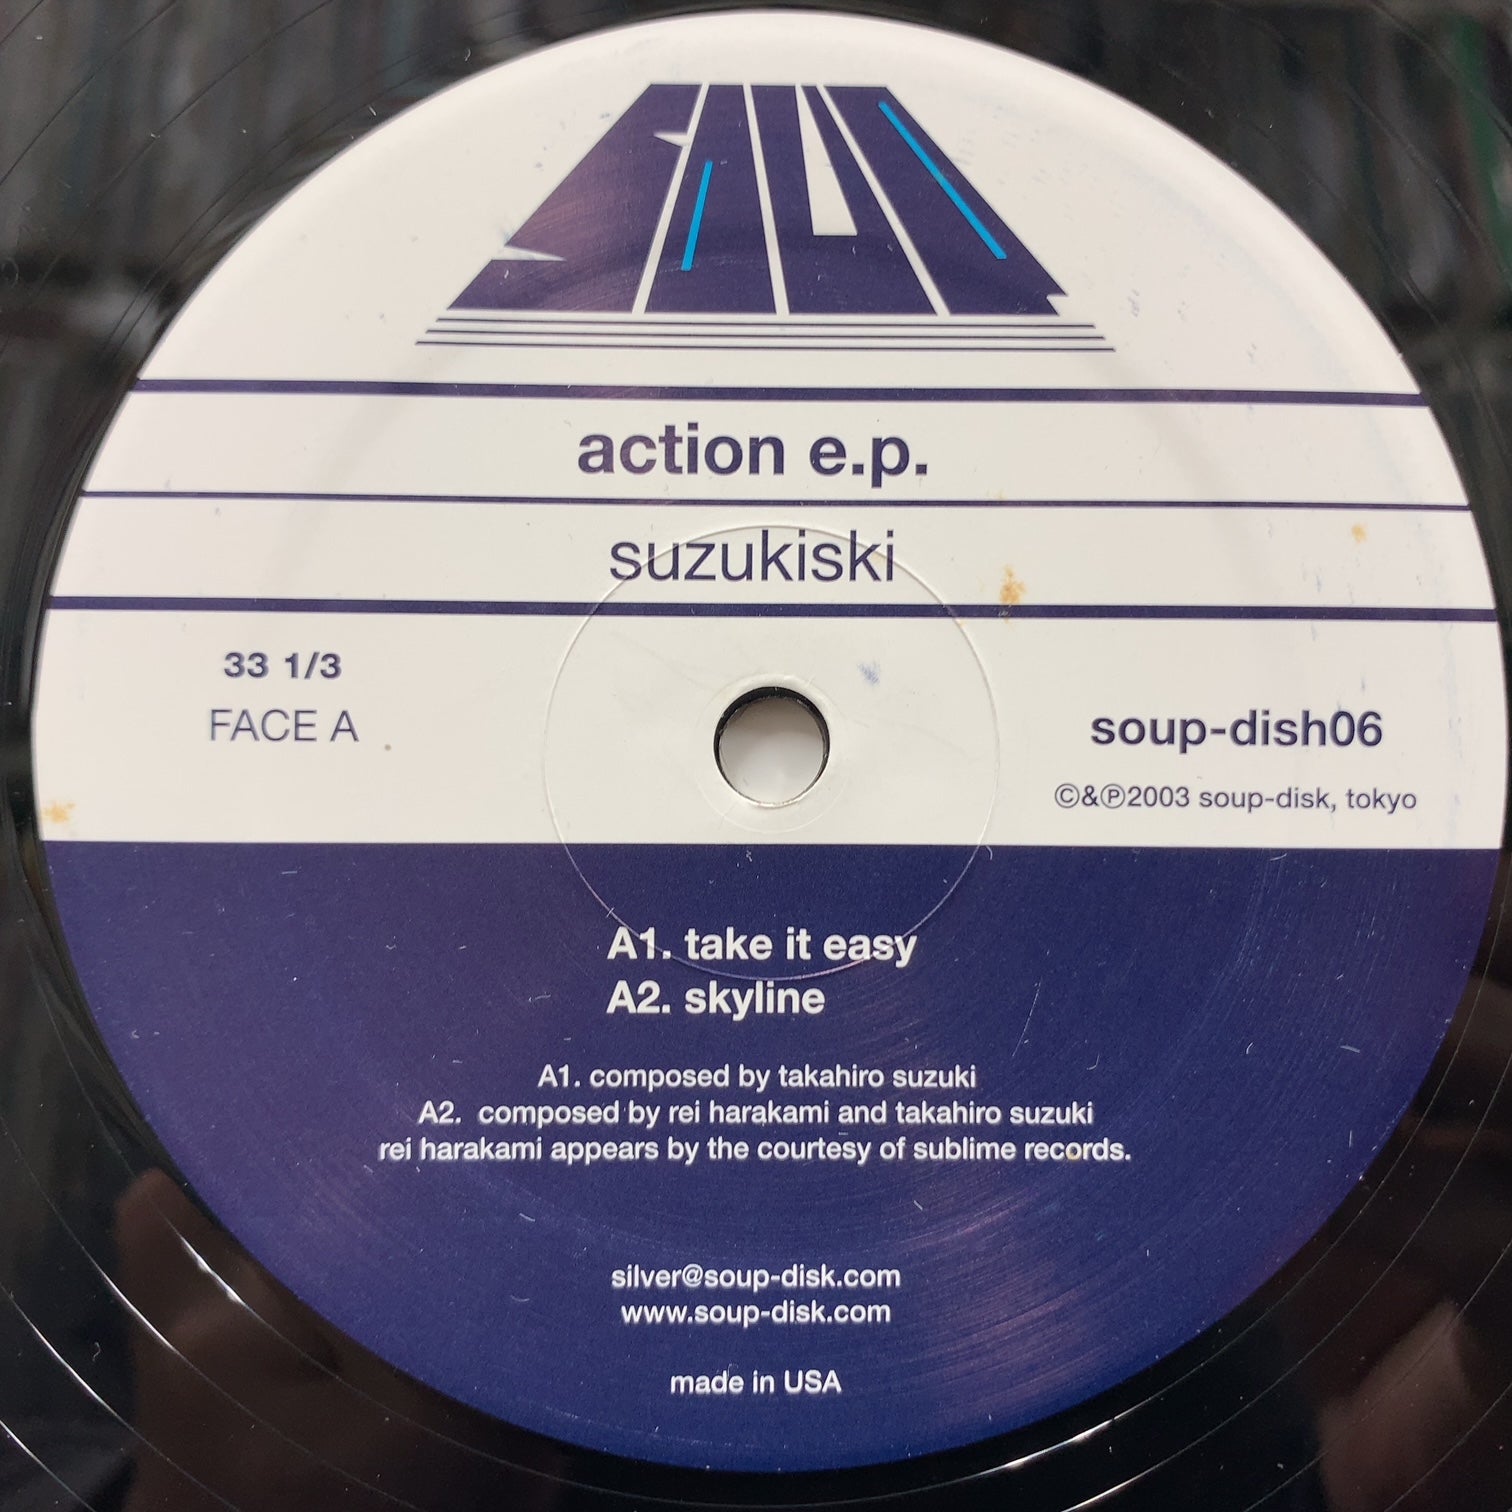 action e.p.
suzukiski
33 1/3
FACE A
soup-dish06
©&℗2003 soup-disk, tokyo
A1. take it easy
A2. skyline
A1. composed by takahiro suzuki
A2. composed by rei harakami and takahiro suzuki
rei harakami appears by the courtesy of sublime records.
silver@soup-disk.com
www.soup-disk.com
made in USA